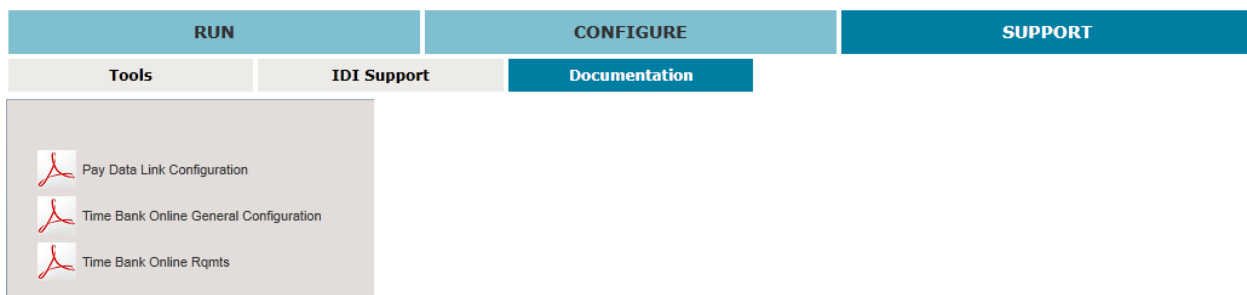 RUN
CONFIGURE
SUPPORT
Tools
IDI Support
Documentation
Pay Data Link Configuration
Time Bank Online General Configuration
Time Bank Online Rqmts